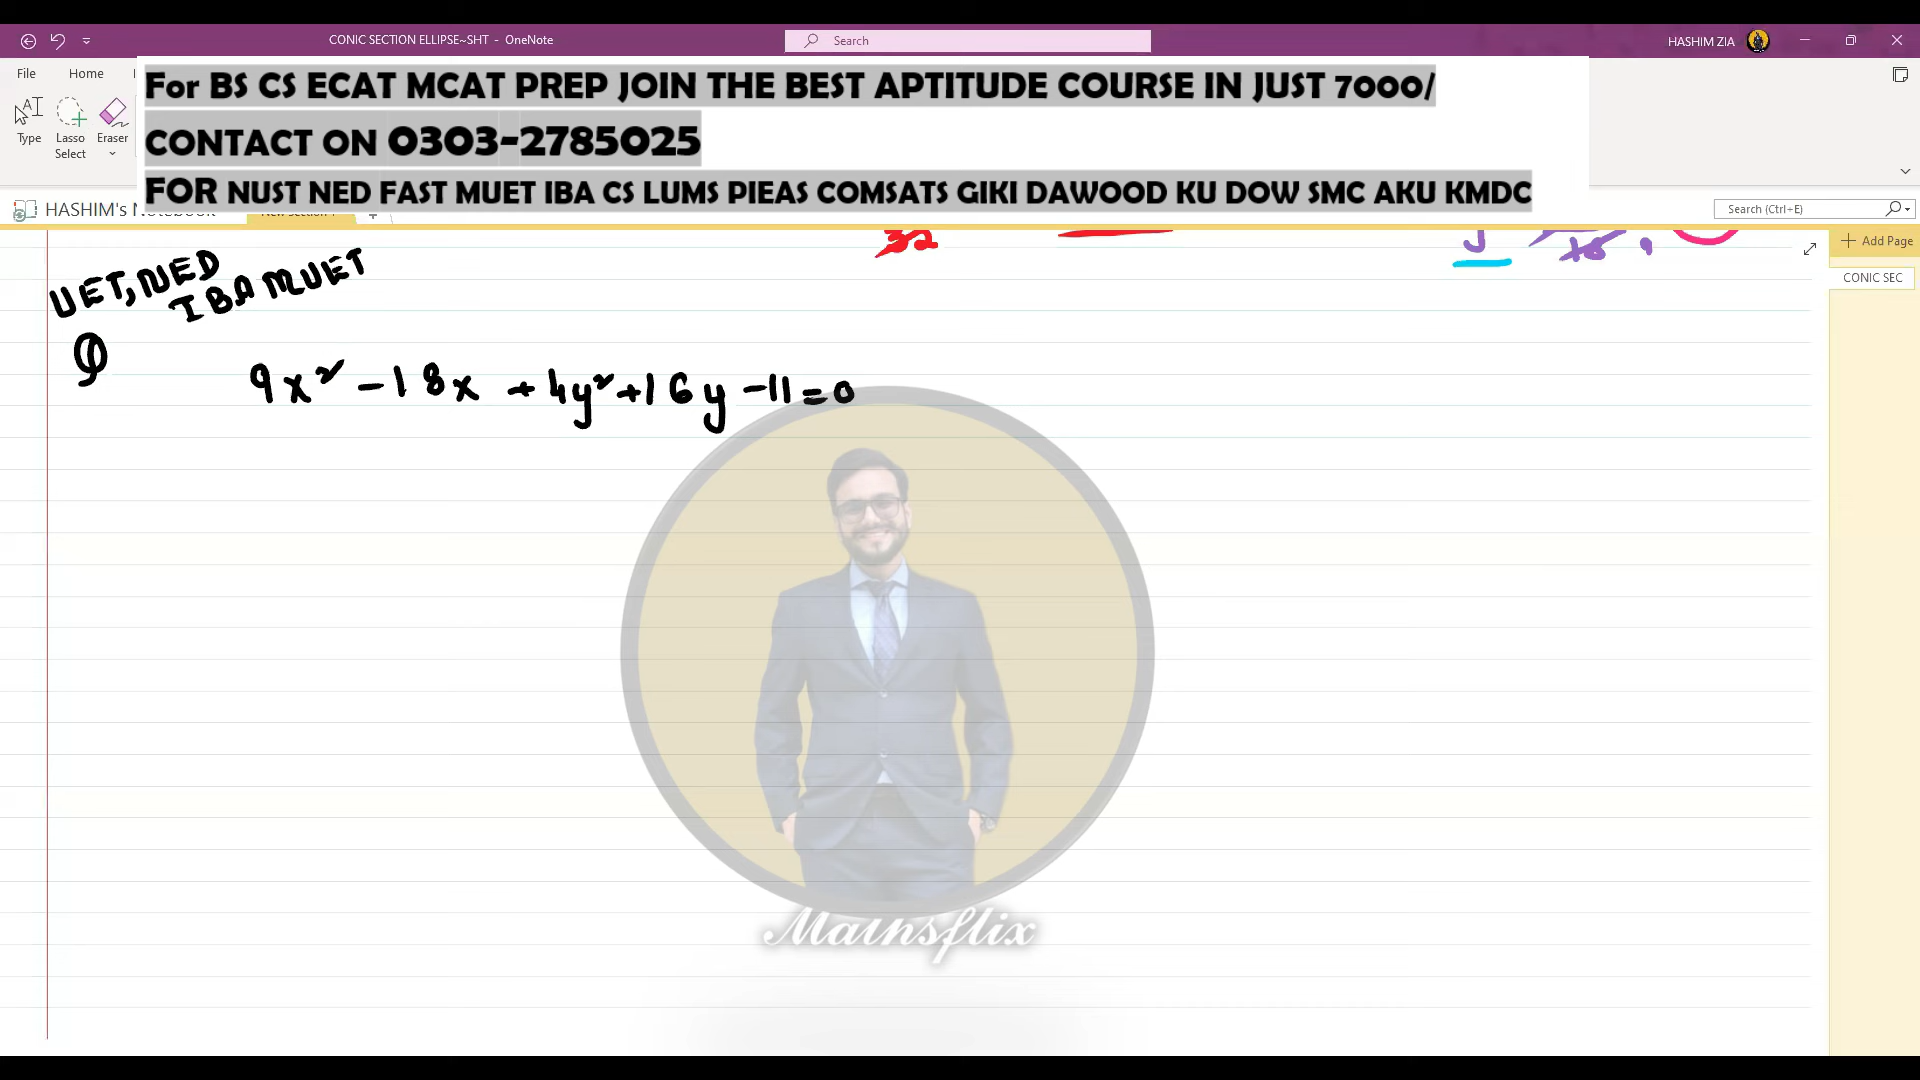 CONIC SECTION ELLIPSE~SHT - OneNote
Search
HASHIM ZIA
File Home
For BS CS ECAT MCAT PREP JOIN THE BEST APTITUDE COURSE IN JUST 7000/
CONTACT ON 0303-2785025
FOR NUST NED FAST MUET IBA CS LUMS PIEAS COMSATS GIKI DAWOOD KU DOW SMC AKU KMDC
Type
Lasso Select
Eraser
HASHIM's Notebook
Search (Ctrl+E)
Add Page
CONIC SEC
32
UET, NED
IBA MUET
Q
9x² - 18x + 4y² + 16y - 11 = 0
Mainsflix